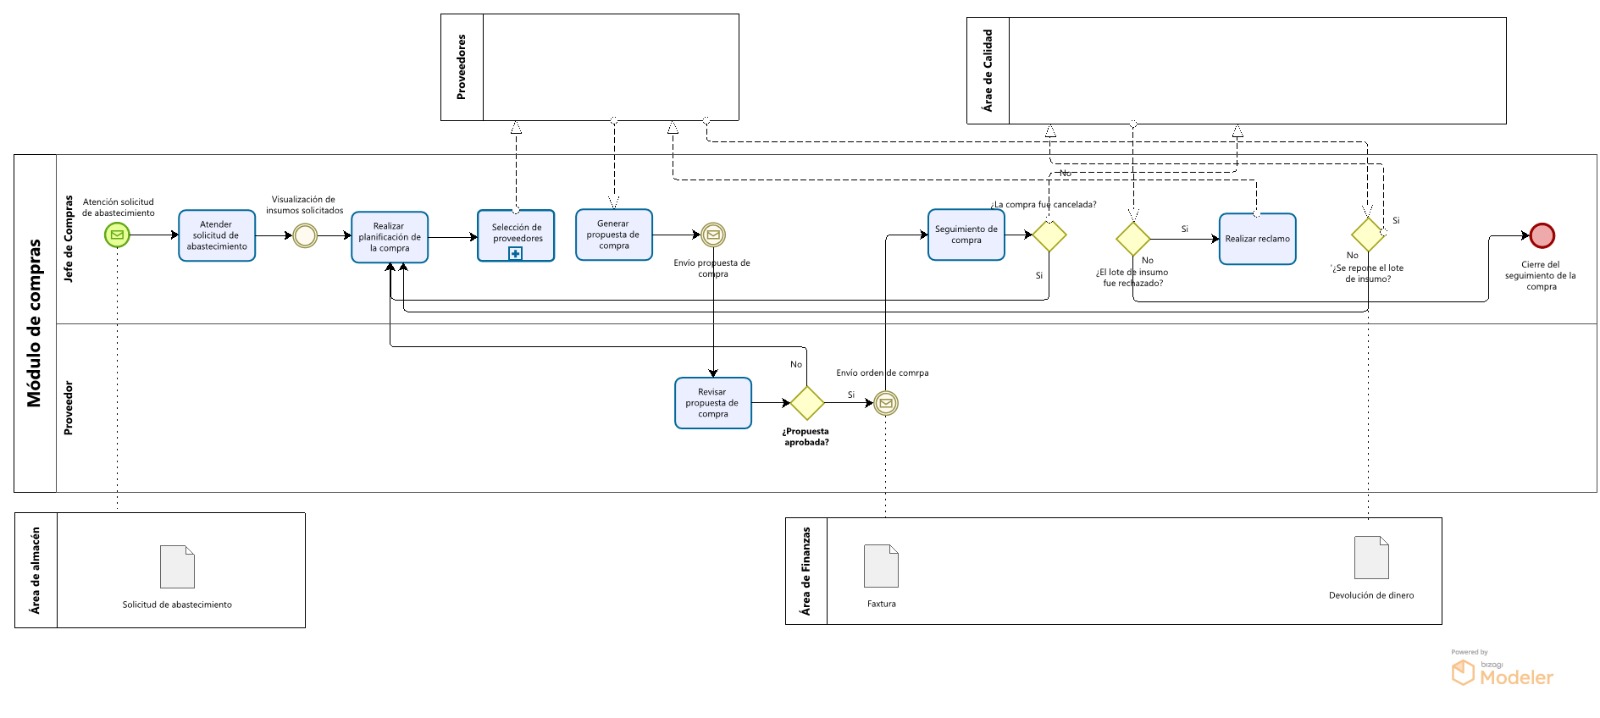 Proveedores
Árae de Calidad
Módulo de compras
Jefe de Compras
Atención solicitud
de abastecimiento
Atender
solicitud de
abastecimiento
Visualización de
insumos solicitados
Realizar
planificación de
la compra
Selección de
proveedores
Generar
propuesta de
compra
Envío propuesta de
compra
Seguimiento de
compra
¿La compra fue cancelada?
No
Si
¿El lote de insumo
fue rechazado?
No
Si
Realizar reclamo
Si
No
¿Se repone el lote
de insumo?
Cierre del
seguimiento de la
compra
Proveedor
Revisar
propuesta de
compra
No
Si
¿Propuesta
aprobada?
Envío orden de comrpa
Área de almacén
Solicitud de abastecimiento
Área de Finanzas
Faxtura
Devolución de dinero
Powered by
bizagi
Modeler